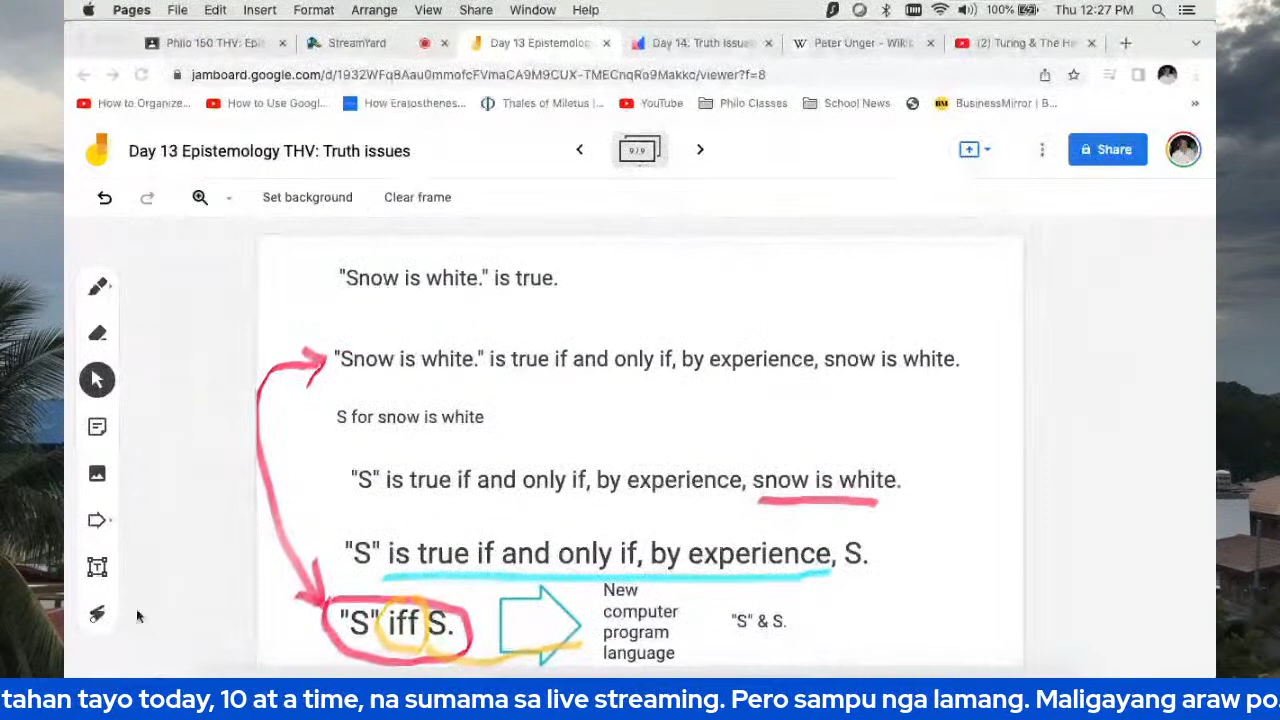 Pages File Edit Insert Format Arrange View Share Window Help 100% Thu 12:27 PM
Philo 150 THV: Epi StreamYard Day 13 Epistemolo Day 14. Truth issue Peter Unger - Wiki (2) Turing & The Ha
jamboard.google.com/d/1932WFq8Aau0mmofcFVmaCA9M9CUX-TMECnqRo9Makkc/viewer?f=8
How to Organize... How to Use Googl... How Eratosthenes... Thales of Miletus |... YouTube Philo Classes School News BusinessMirror | B...
Day 13 Epistemology THV: Truth issues 9/9 Share
Set background Clear frame
"Snow is white." is true.
"Snow is white." is true if and only if, by experience, snow is white.
S for snow is white
"S" is true if and only if, by experience, snow is white.
"S" is true if and only if, by experience, S.
"S" iff S.
New
computer
program
language
"S" & S.
tahan tayo today, 10 at a time, na sumama sa live streaming. Pero sampu nga lamang. Maligayang araw po